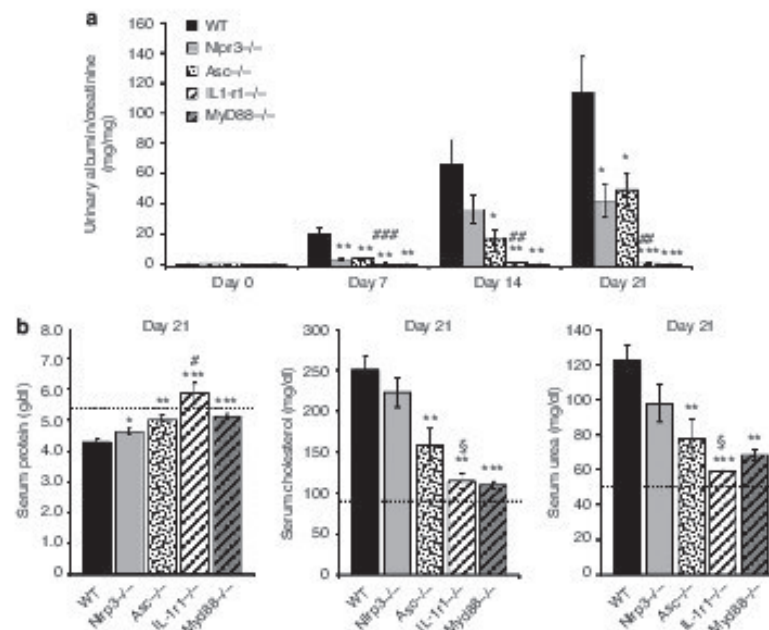 a
Urinary albumin/creatinine
(mg/mg)
160
140
120
100
80
60
40
20
0
WT
Nlpr3–/–
Asc–/–
IL1-r1–/–
MyD88–/–
###
** ** ** **
*
##
** **
* *
##
*** ***
Day 0 Day 7 Day 14 Day 21
b
Day 21
Serum protein (g/dl)
8.0
7.0
6.0
5.0
4.0
3.0
2.0
1.0
0.0
*
**
#
***
***
WT Nlrp3–/– Asc–/– IL-1r1–/– Myd88–/–
Day 21
Serum cholesterol (mg/dl)
300
250
200
150
100
50
0
**
§
**
***
WT Nlrp3–/– Asc–/– IL-1r1–/– Myd88–/–
Day 21
Serum urea (mg/dl)
140
120
100
80
60
40
20
0
**
§
***
**
WT Nlrp3–/– Asc–/– IL-1r1–/– Myd88–/–